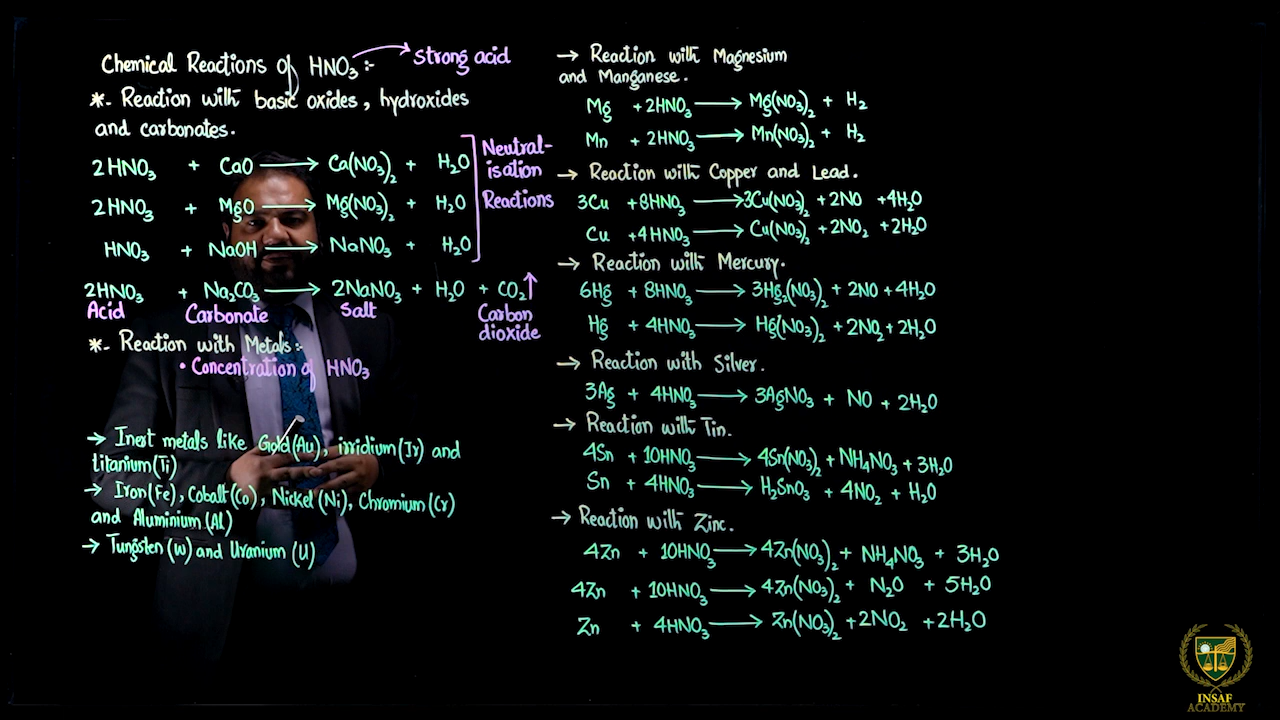 Chemical Reactions of HNO₃ :- → Strong acid
*- Reaction with basic oxides, hydroxides
and carbonates.
2HNO₃ + CaO → Ca(NO₃)₂ + H₂O
2HNO₃ + MgO → Mg(NO₃)₂ + H₂O
HNO₃ + NaOH → NaNO₃ + H₂O
Neutral-
isation
Reactions
2HNO₃ + Na₂CO₃ → 2NaNO₃ + H₂O + CO₂↑
Acid Carbonate Salt Carbon
dioxide
*- Reaction with Metals:-
• Concentration of HNO₃
→ Inert metals like Gold(Au), irridium(Ir) and
titanium(Ti)
→ Iron(Fe), Cobalt(Co), Nickel(Ni), Chromium(Cr)
and Aluminium(Al)
→ Tungsten(W) and Uranium (U)
→ Reaction with Magnesium
and Manganese.
Mg + 2HNO₃ → Mg(NO₃)₂ + H₂
Mn + 2HNO₃ → Mn(NO₃)₂ + H₂
→ Reaction with Copper and Lead.
3Cu + 8HNO₃ → 3Cu(NO₃)₂ + 2NO + 4H₂O
Cu + 4HNO₃ → Cu(NO₃)₂ + 2NO₂ + 2H₂O
→ Reaction with Mercury.
6Hg + 8HNO₃ → 3Hg₂(NO₃)₂ + 2NO + 4H₂O
Hg + 4HNO₃ → Hg(NO₃)₂ + 2NO₂ + 2H₂O
→ Reaction with Silver.
3Ag + 4HNO₃ → 3AgNO₃ + NO + 2H₂O
→ Reaction with Tin.
4Sn + 10HNO₃ → 4Sn(NO₃)₂ + NH₄NO₃ + 3H₂O
Sn + 4HNO₃ → H₂SnO₃ + 4NO₂ + H₂O
→ Reaction with Zinc.
4Zn + 10HNO₃ → 4Zn(NO₃)₂ + NH₄NO₃ + 3H₂O
4Zn + 10HNO₃ → 4Zn(NO₃)₂ + N₂O + 5H₂O
Zn + 4HNO₃ → Zn(NO₃)₂ + 2NO₂ + 2H₂O
INSAF
ACADEMY